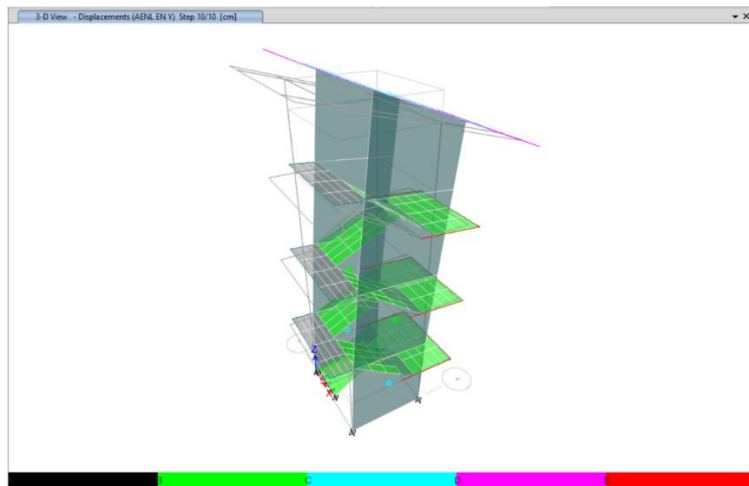 3-D View - Displacements (AENL EN Y) Step 10/10 [cm]
Z
X
B
C
D
E